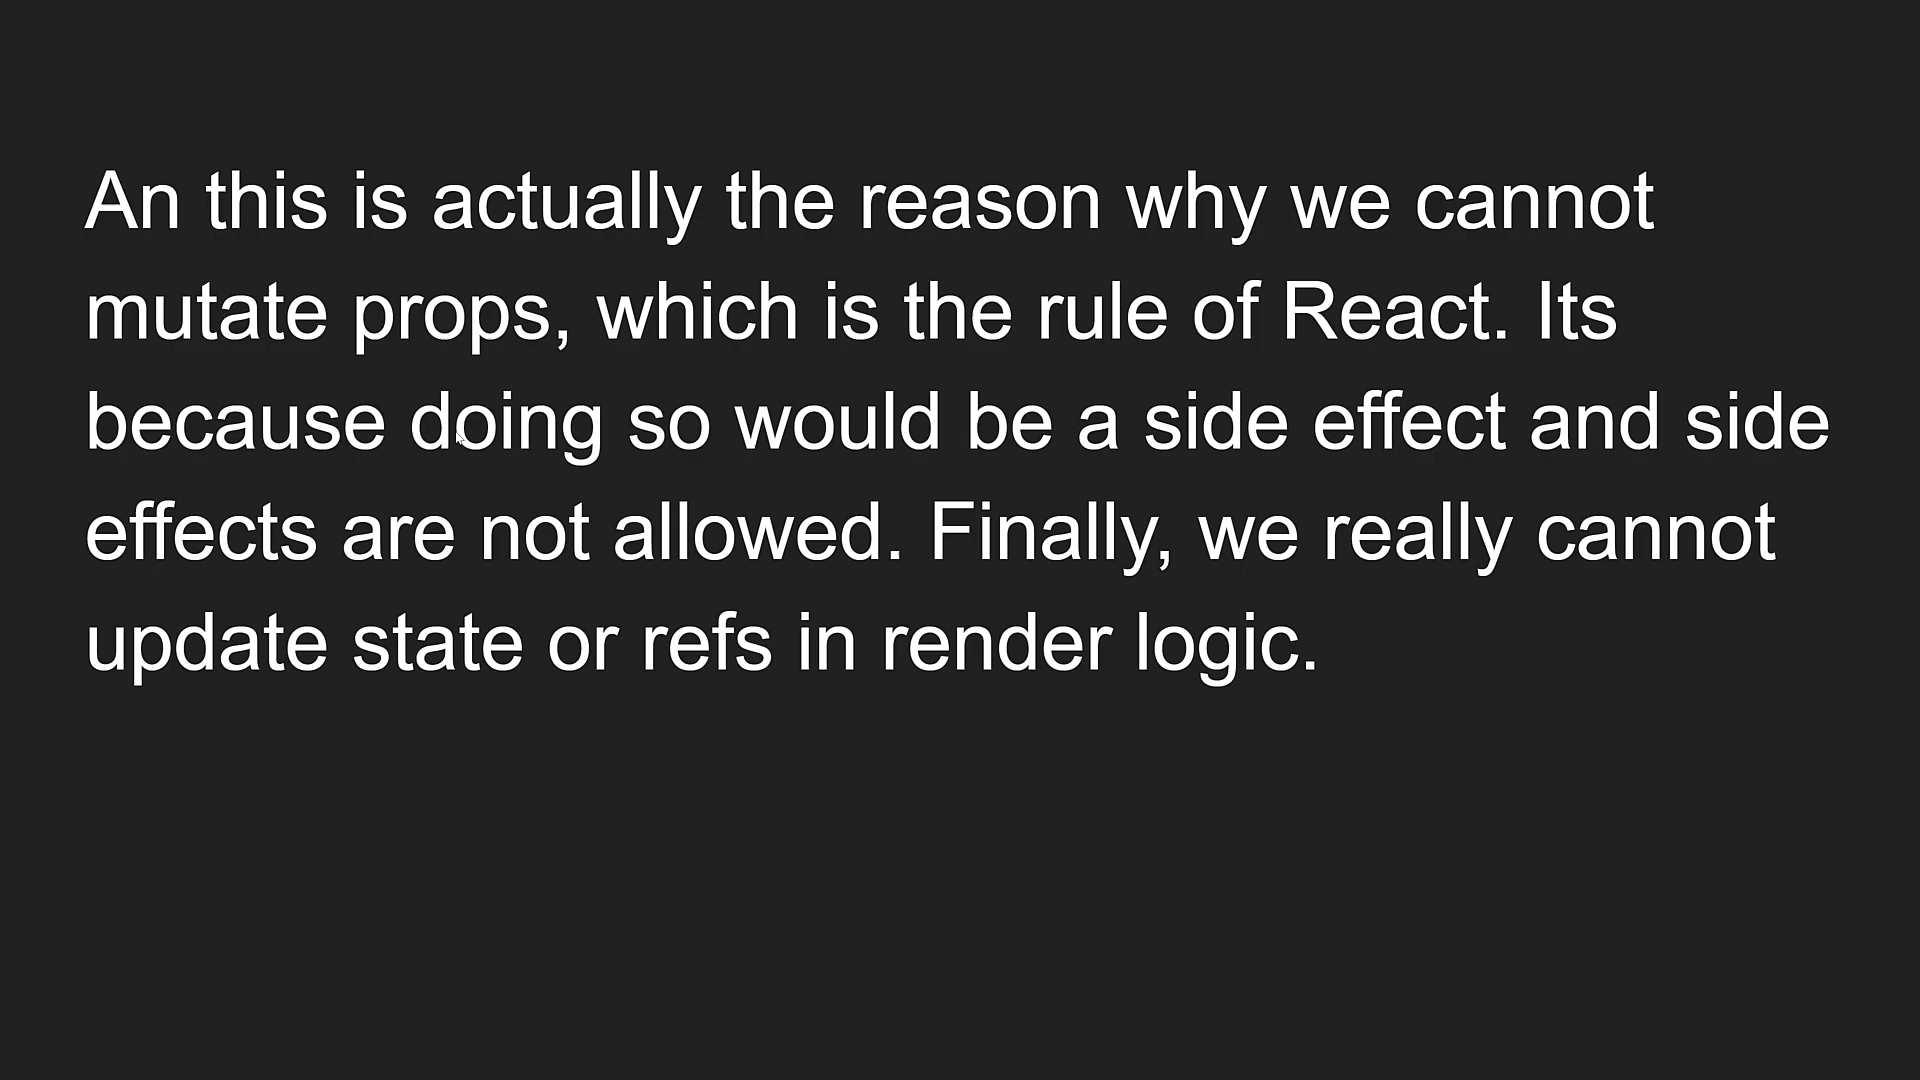 An this is actually the reason why we cannot
mutate props, which is the rule of React. Its
because doing so would be a side effect and side
effects are not allowed. Finally, we really cannot
update state or refs in render logic.